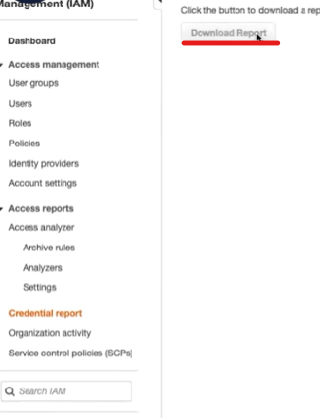 Management (IAM)
Click the button to download a rep
Download Report
Dashboard
Access management
User groups
Users
Roles
Policies
Identity providers
Account settings
Access reports
Access analyzer
Archive rules
Analyzers
Settings
Credential report
Organization activity
Service control policies (SCPs)
Search IAM